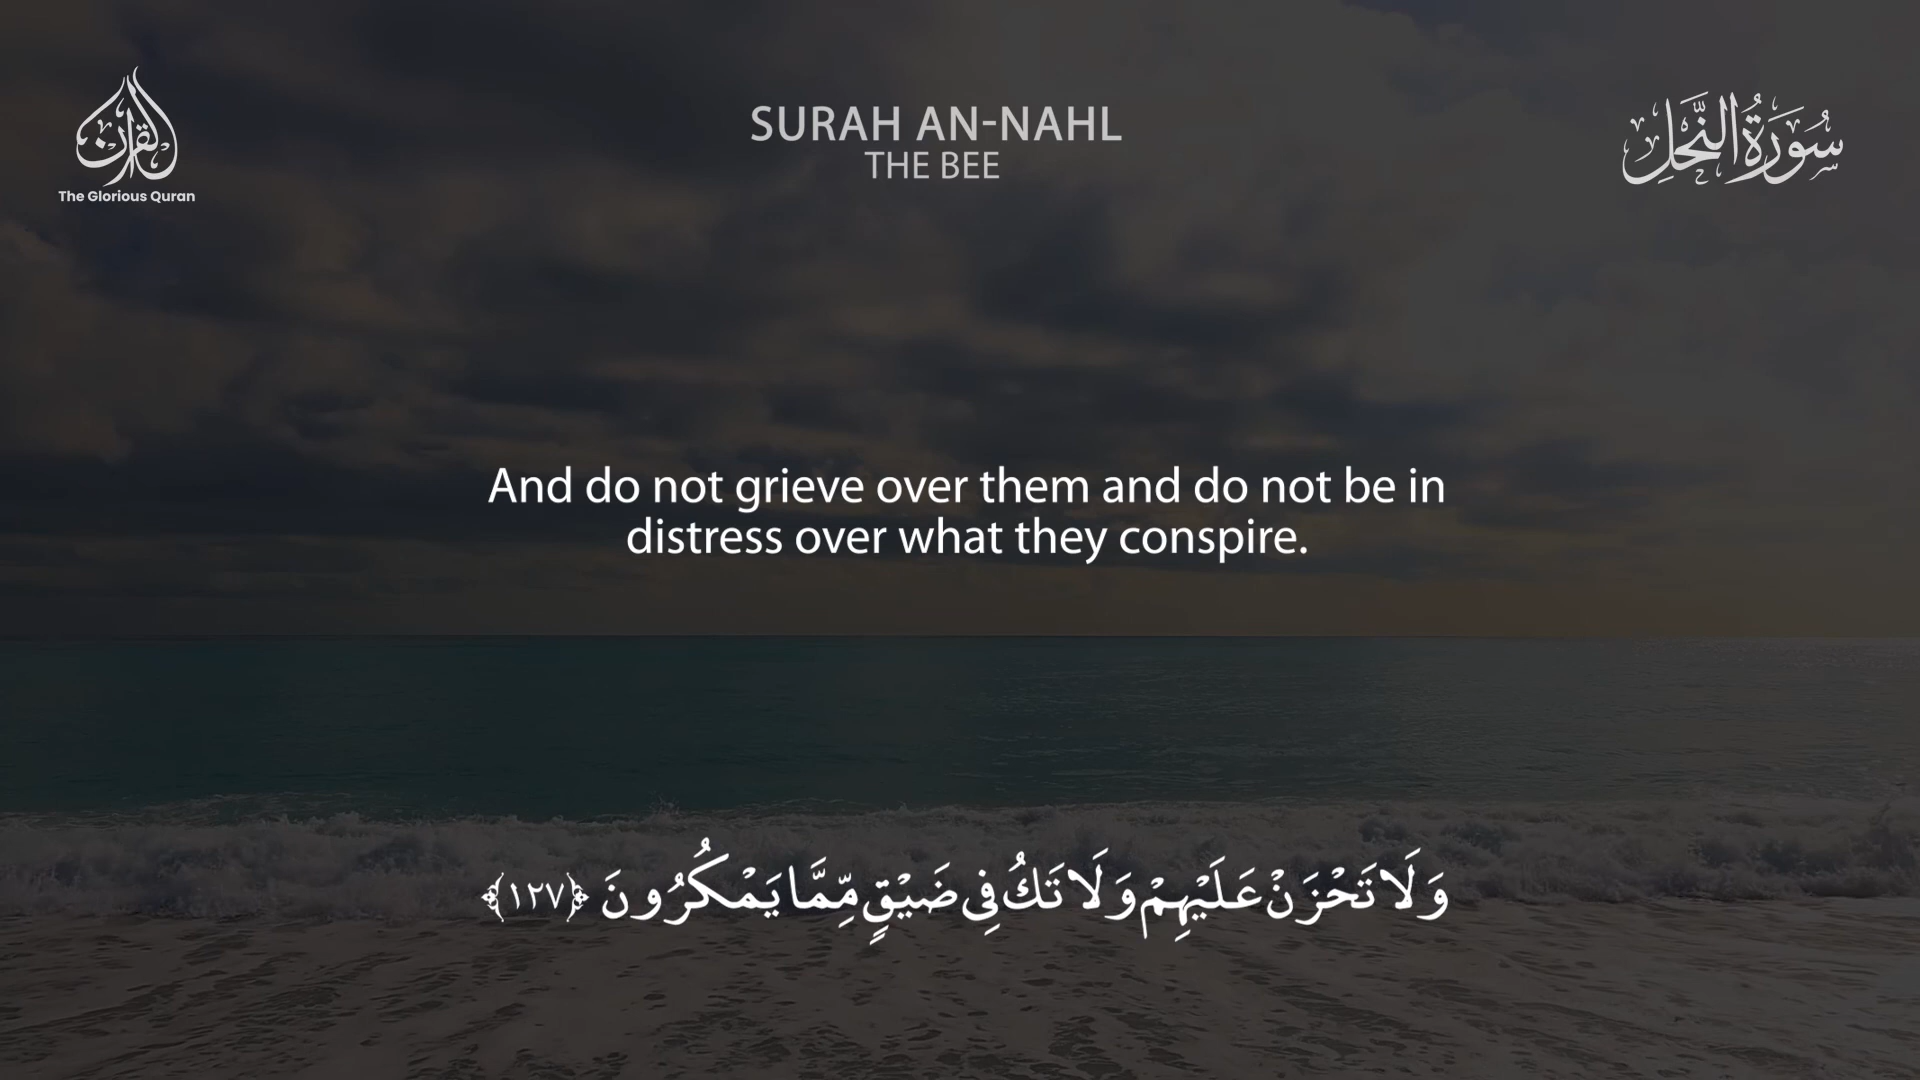 القرآن
The Glorious Quran
SURAH AN-NAHL
THE BEE
سُورَةُ النَّحْلِ
And do not grieve over them and do not be in
distress over what they conspire.
وَلَا تَحْزَنْ عَلَيْهِمْ وَلَا تَكُ فِي ضَيْقٍ مِّمَّا يَمْكُرُونَ ﴿١٢٧﴾